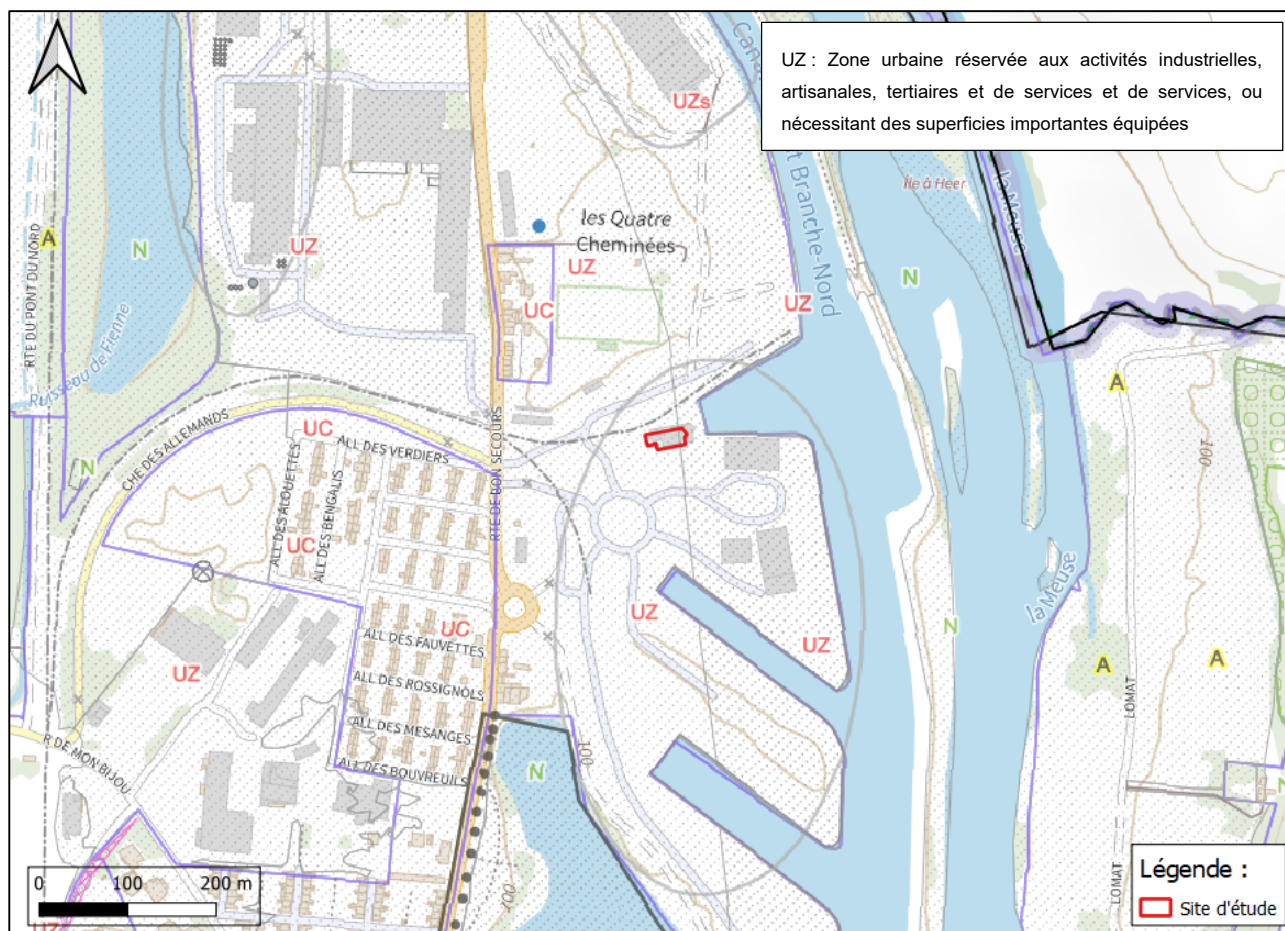 UZ : Zone urbaine réservée aux activités industrielles,
artisanales, tertiaires et de services et de services, ou
nécessitant des superficies importantes équipées
UZs
Île à Heer
la Meuse
t Branche-Nord
les Quatre
Cheminées
A
N
UZ
UZ
UC
UZ
N
RTE DU PONT DU NORD
Ruisseau de Fienne
CHE DES ALLEMANDS
A
100
N
UC
ALL DES VERDIERS
RTE DE BON SECOURS
ALL DES ALOUETTES
ALL DES BENGALIS
UC
la Meuse
UC
UZ
UZ
N
ALL DES FAUVETTES
A
A
UZ
ALL DES ROSSIGNOLS
LOMAT
ALL DES MESANGES
100
R DE MON BIJOU
ALL DES BOUVREUILS
N
N
100
LOMAT
UZ
0 100 200 m
Légende :
Site d'étude